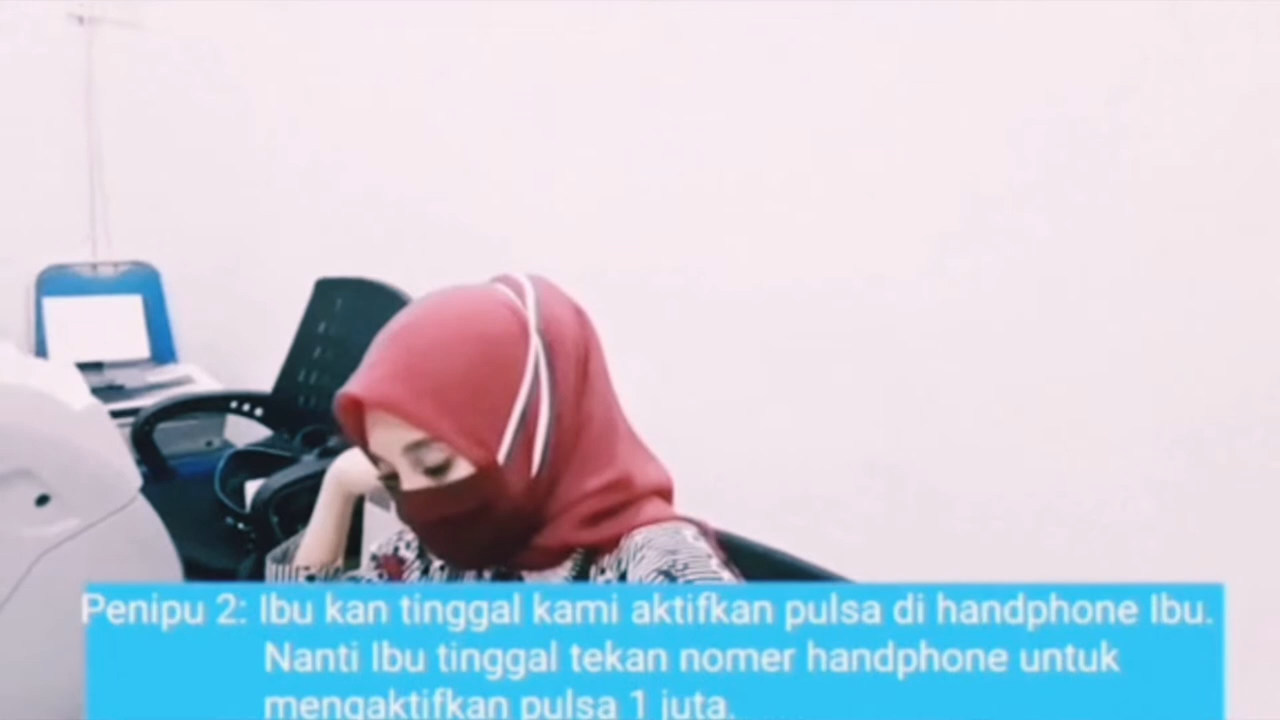 Penipu 2: Ibu kan tinggal kami aktifkan pulsa di handphone Ibu.
Nanti Ibu tinggal tekan nomer handphone untuk
mengaktifkan pulsa 1 juta.